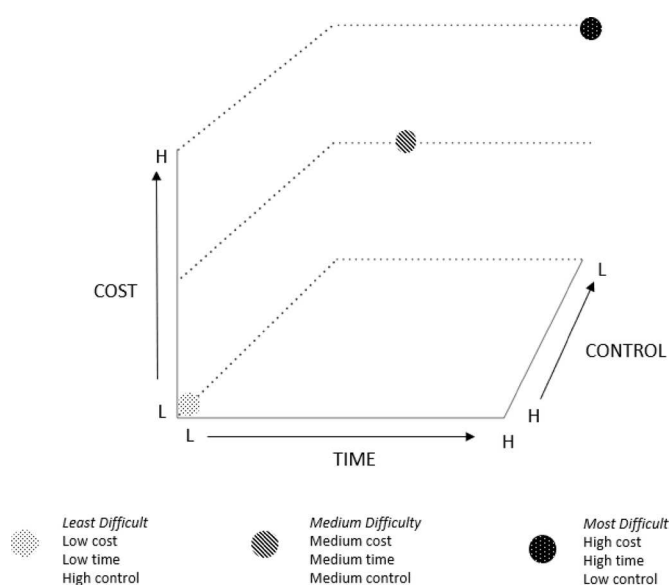 H
COST
L
L
TIME
H
H
CONTROL
L
Least Difficult
Low cost
Low time
High control
Medium Difficulty
Medium cost
Medium time
Medium control
Most Difficult
High cost
High time
Low control